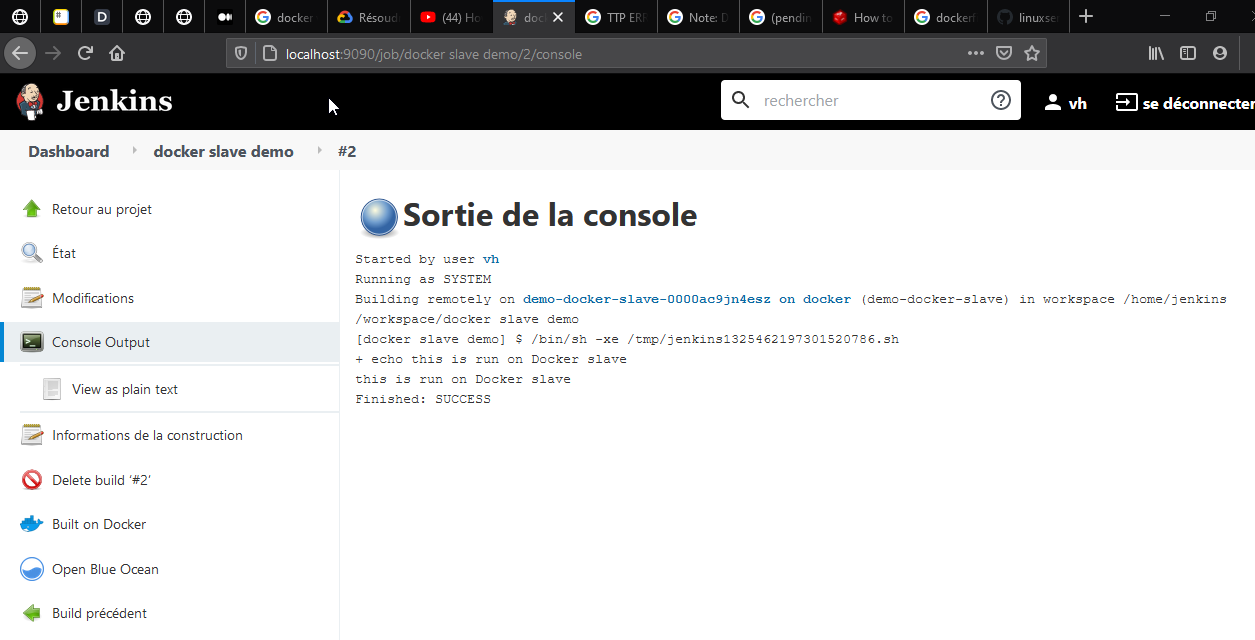 docker
Résoud
(44) Ho
doc
TTP ERR
Note: D
(pendin
How to
dockerf
linuxse
localhost:9090/job/docker slave demo/2/console
Jenkins
rechercher
vh
se déconnecter
Dashboard
docker slave demo
#2
Retour au projet
État
Modifications
Console Output
View as plain text
Informations de la construction
Delete build ‘#2’
Built on Docker
Open Blue Ocean
Build précédent
Sortie de la console
Started by user vh
Running as SYSTEM
Building remotely on demo-docker-slave-0000ac9jn4esz on docker (demo-docker-slave) in workspace /home/jenkins
/workspace/docker slave demo
[docker slave demo] $ /bin/sh -xe /tmp/jenkins1325462197301520786.sh
+ echo this is run on Docker slave
this is run on Docker slave
Finished: SUCCESS